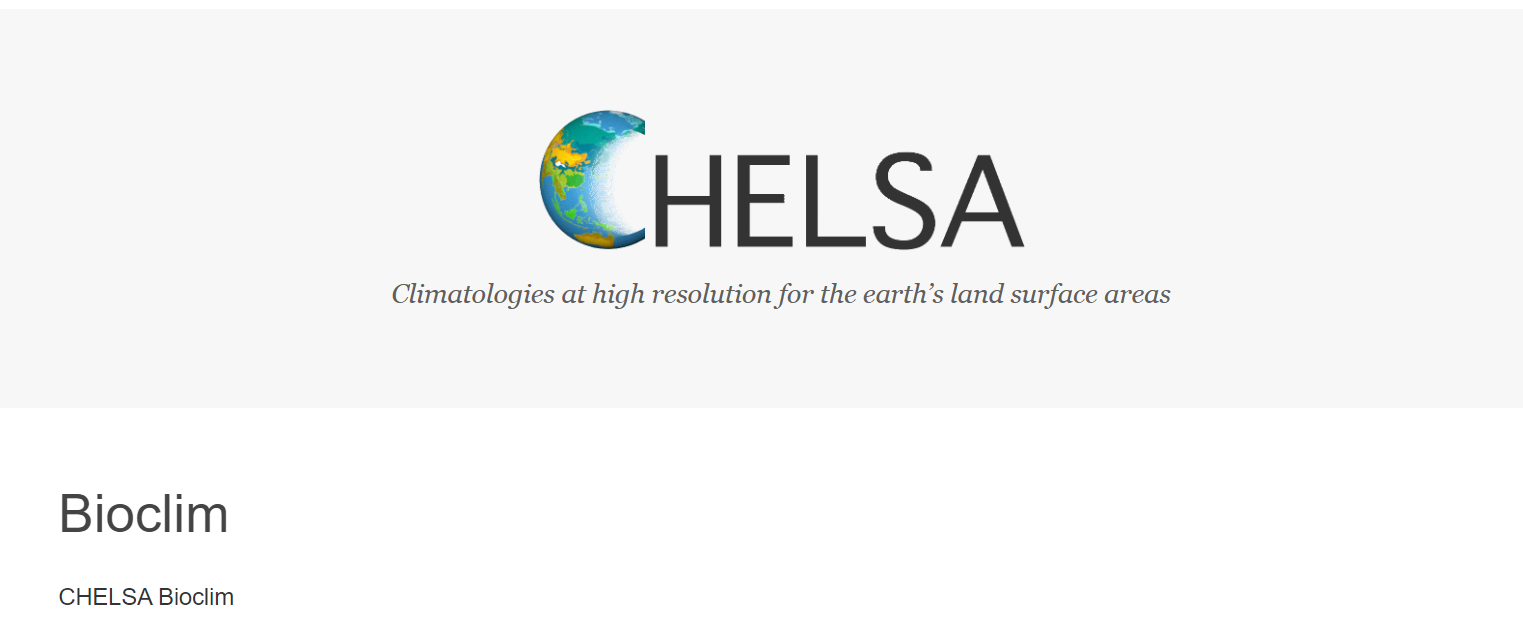 CHELSA
Climatologies at high resolution for the earth’s land surface areas
Bioclim
CHELSA Bioclim